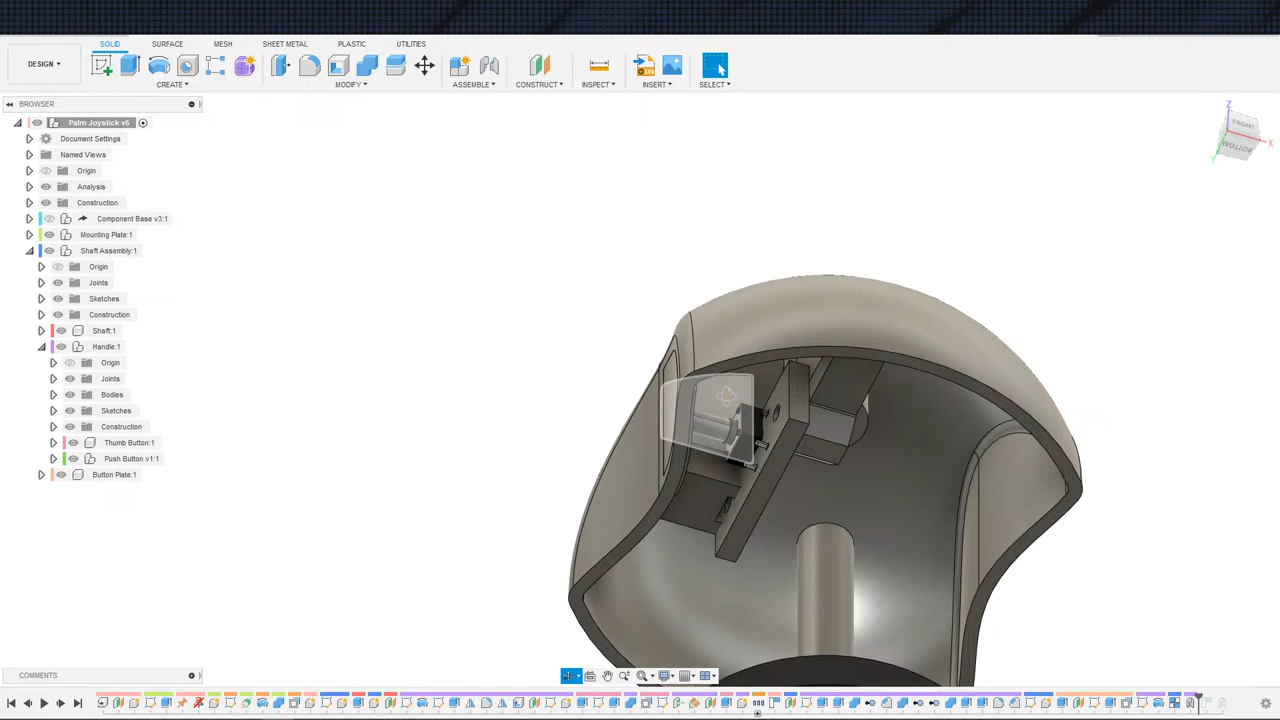 SOLID SURFACE MESH SHEET METAL PLASTIC UTILITIES
DESIGN
CREATE MODIFY ASSEMBLE CONSTRUCT INSPECT INSERT SELECT
BROWSER
Palm Joystick v5
Document Settings
Named Views
Origin
Analysis
Construction
Component Base v3:1
Mounting Plate:1
Shaft Assembly:1
Origin
Joints
Sketches
Construction
Shaft:1
Handle:1
Origin
Joints
Bodies
Sketches
Construction
Thumb Button:1
Push Button v1:1
Button Plate:1
Z
FRONT
X
BOTTOM
Y
COMMENTS